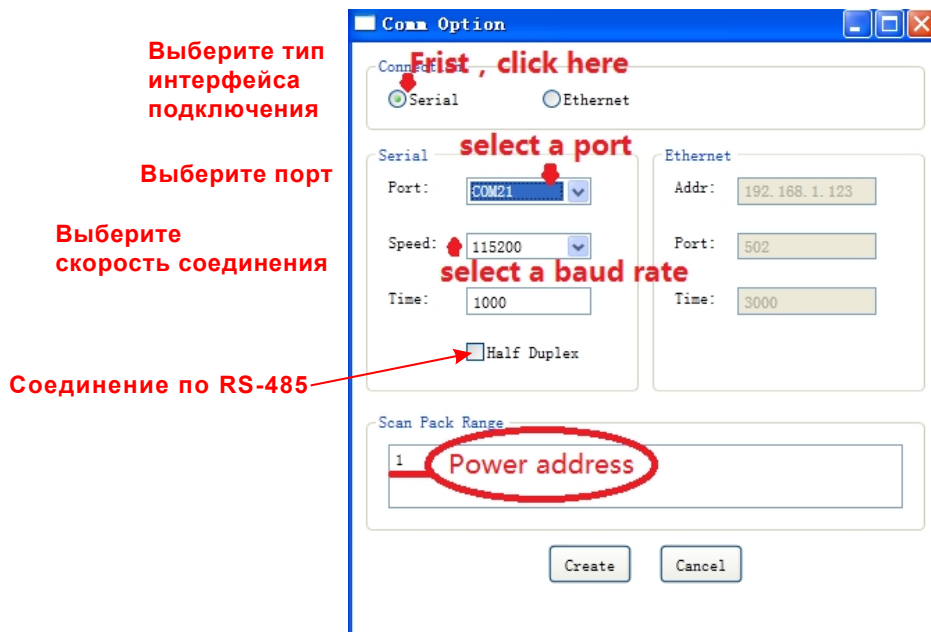 Comm Option
Выберите тип
интерфейса
подключения
Connection
Frist , click here
Serial
Ethernet
Serial
select a port
Ethernet
Выберите порт
Port:
COM21
Addr:
192.168.1.123
Выберите
скорость соединения
Speed:
115200
Port:
502
select a baud rate
Time:
1000
Time:
3000
Half Duplex
Соединение по RS-485
Scan Pack Range
1
Power address
Create
Cancel